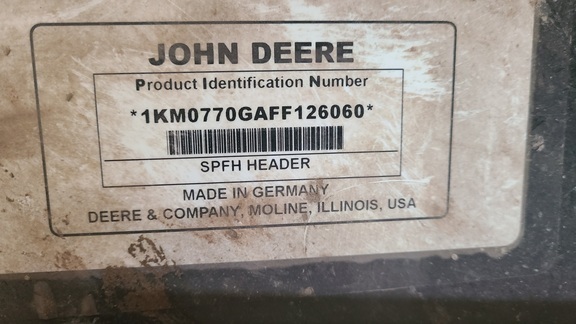 JOHN DEERE
Product Identification Number
*1KM0770GAFF126060*
SPFH HEADER
MADE IN GERMANY
DEERE & COMPANY, MOLINE, ILLINOIS, USA